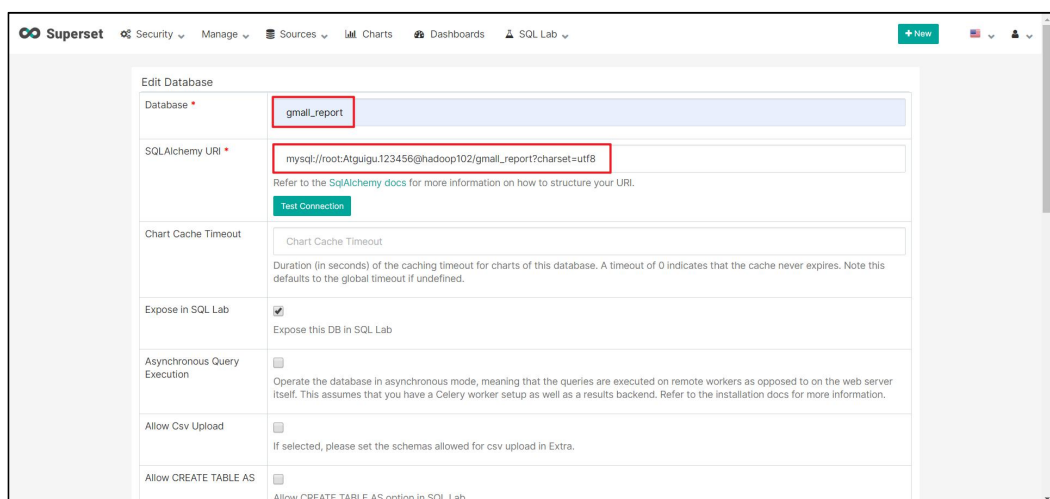 Superset Security Manage Sources Charts Dashboards SQL Lab New
Edit Database
Database *
gmall_report
SQLAlchemy URI *
mysql://root:Atguigu.123456@hadoop102/gmall_report?charset=utf8
Refer to the SqlAlchemy docs for more information on how to structure your URI.
Test Connection
Chart Cache Timeout
Chart Cache Timeout
Duration (in seconds) of the caching timeout for charts of this database. A timeout of 0 indicates that the cache never expires. Note this
defaults to the global timeout if undefined.
Expose in SQL Lab
Expose this DB in SQL Lab
Asynchronous Query
Execution
Operate the database in asynchronous mode, meaning that the queries are executed on remote workers as opposed to on the web server
itself. This assumes that you have a Celery worker setup as well as a results backend. Refer to the installation docs for more information.
Allow Csv Upload
If selected, please set the schemas allowed for csv upload in Extra.
Allow CREATE TABLE AS
Allow CREATE TABLE AS option in SQL Lab